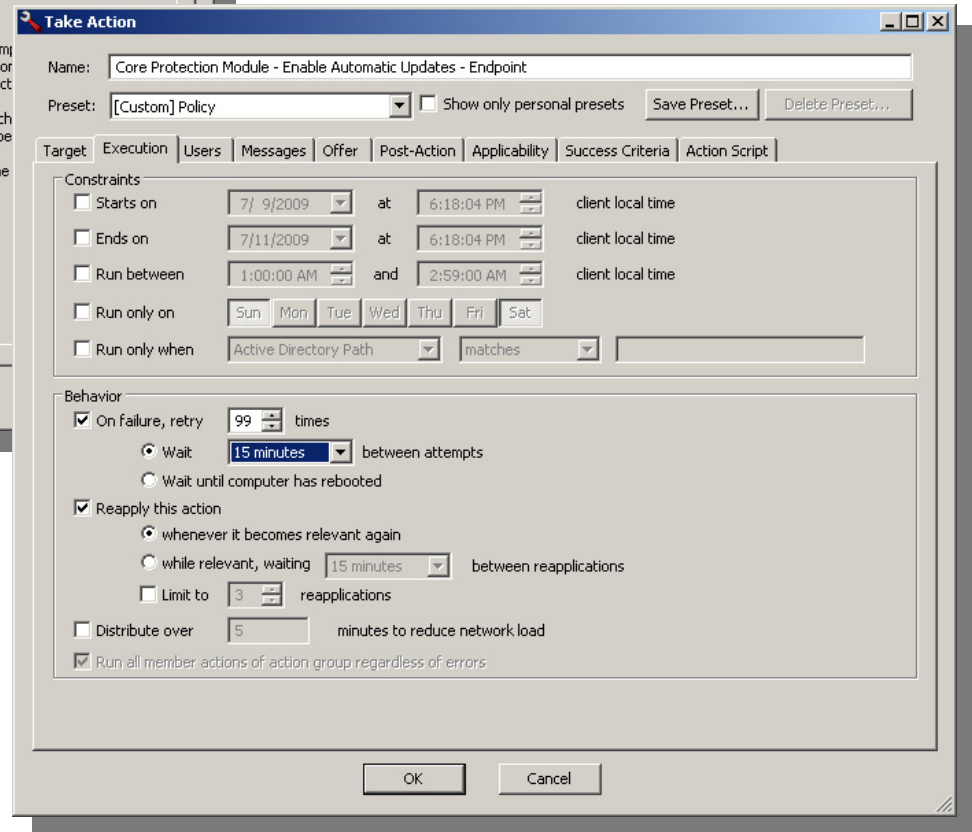 Take Action
Name: Core Protection Module - Enable Automatic Updates - Endpoint
Preset: [Custom] Policy Show only personal presets Save Preset... Delete Preset...
Target Execution Users Messages Offer Post-Action Applicability Success Criteria Action Script
Constraints
Starts on 7/ 9/2009 at 6:18:04 PM client local time
Ends on 7/11/2009 at 6:18:04 PM client local time
Run between 1:00:00 AM and 2:59:00 AM client local time
Run only on Sun Mon Tue Wed Thu Fri Sat
Run only when Active Directory Path matches
Behavior
On failure, retry 99 times
Wait 15 minutes between attempts
Wait until computer has rebooted
Reapply this action
whenever it becomes relevant again
while relevant, waiting 15 minutes between reapplications
Limit to 3 reapplications
Distribute over 5 minutes to reduce network load
Run all member actions of action group regardless of errors
OK Cancel